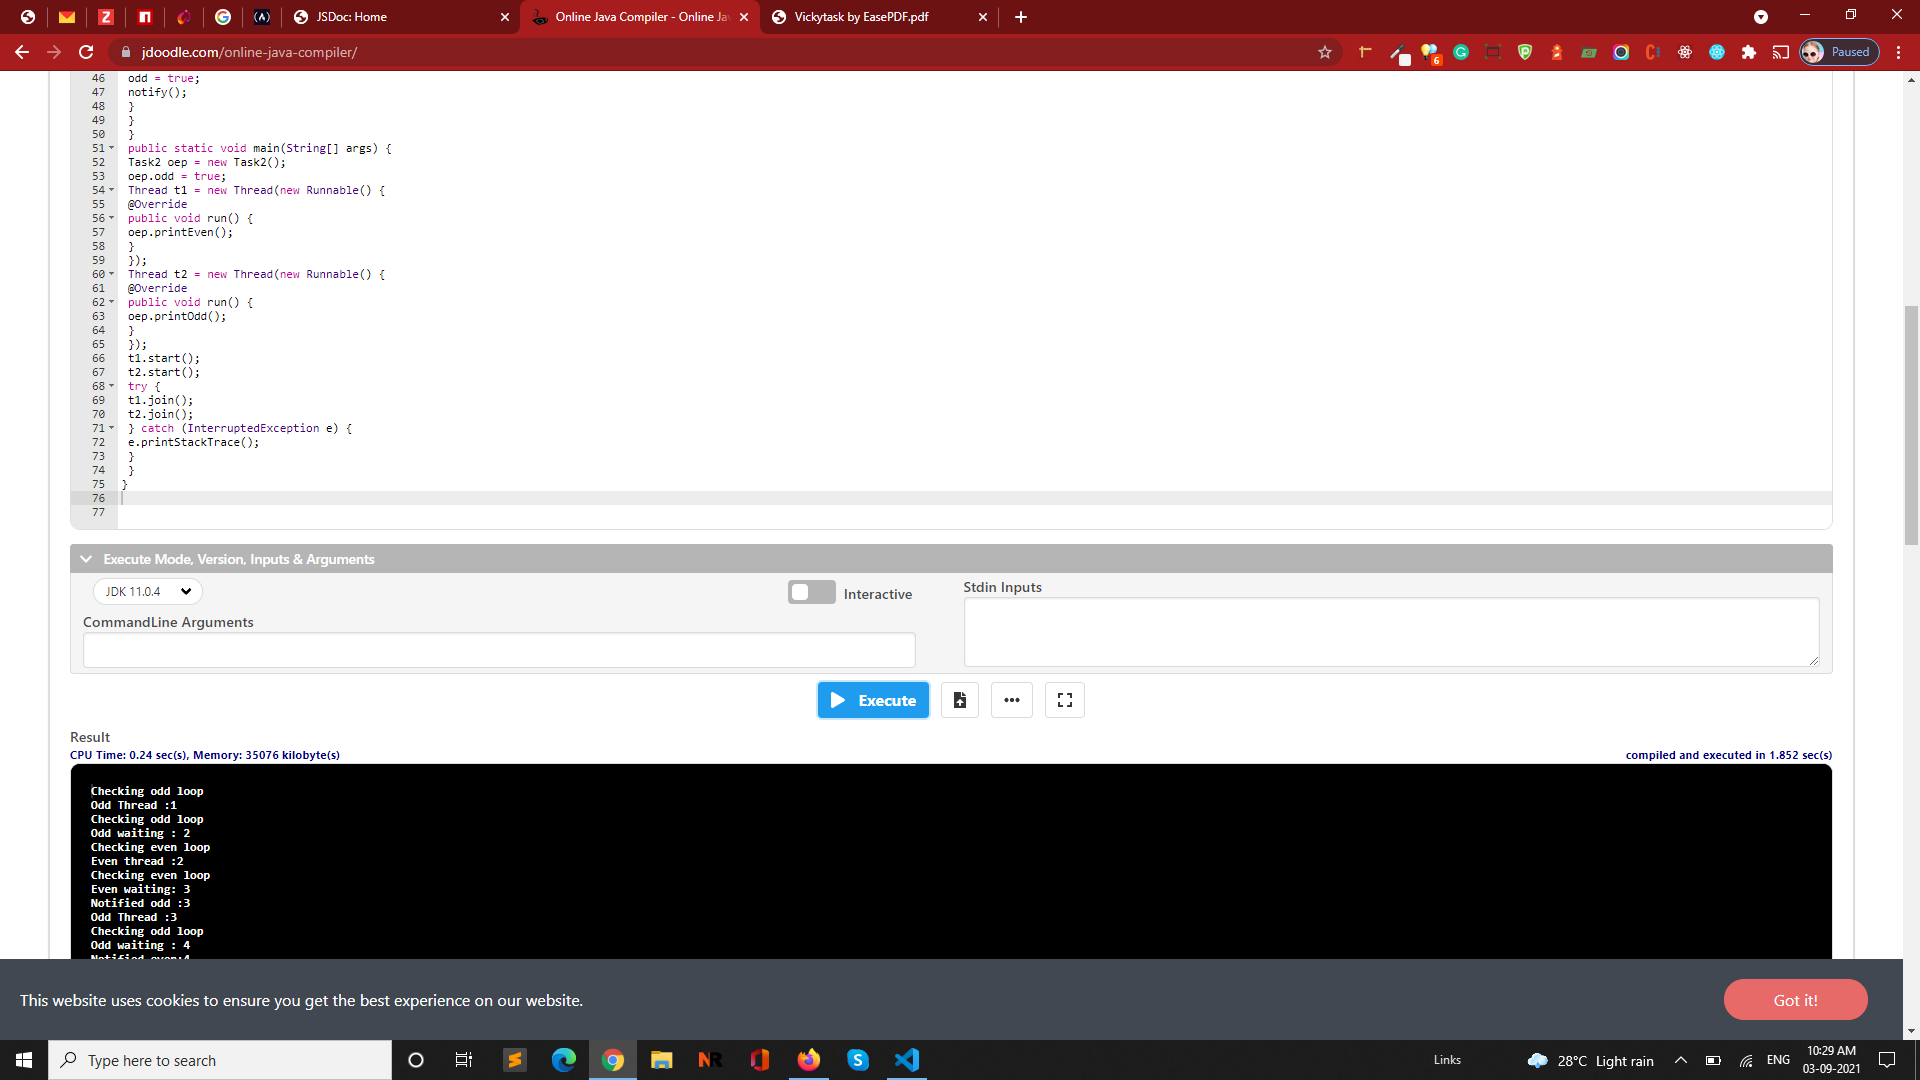 JSDoc: Home
Online Java Compiler - Online Ja
Vickytask by EasePDF.pdf
jdoodle.com/online-java-compiler/
6
Paused
46 odd = true;
47 notify();
48 }
49 }
50 }
51 public static void main(String[] args) {
52 Task2 oep = new Task2();
53 oep.odd = true;
54 Thread t1 = new Thread(new Runnable() {
55 @Override
56 public void run() {
57 oep.printEven();
58 }
59 });
60 Thread t2 = new Thread(new Runnable() {
61 @Override
62 public void run() {
63 oep.printOdd();
64 }
65 });
66 t1.start();
67 t2.start();
68 try {
69 t1.join();
70 t2.join();
71 } catch (InterruptedException e) {
72 e.printStackTrace();
73 }
74 }
75 }
76
77
Execute Mode, Version, Inputs & Arguments
JDK 11.0.4
Interactive
Stdin Inputs
CommandLine Arguments
Execute
Result
CPU Time: 0.24 sec(s), Memory: 35076 kilobyte(s)
compiled and executed in 1.852 sec(s)
Checking odd loop
Odd Thread :1
Checking odd loop
Odd waiting : 2
Checking even loop
Even thread :2
Checking even loop
Even waiting: 3
Notified odd :3
Odd Thread :3
Checking odd loop
Odd waiting : 4
Notified even:4
This website uses cookies to ensure you get the best experience on our website.
Got it!
Type here to search
NR
Links
28°C Light rain
ENG
10:29 AM
03-09-2021